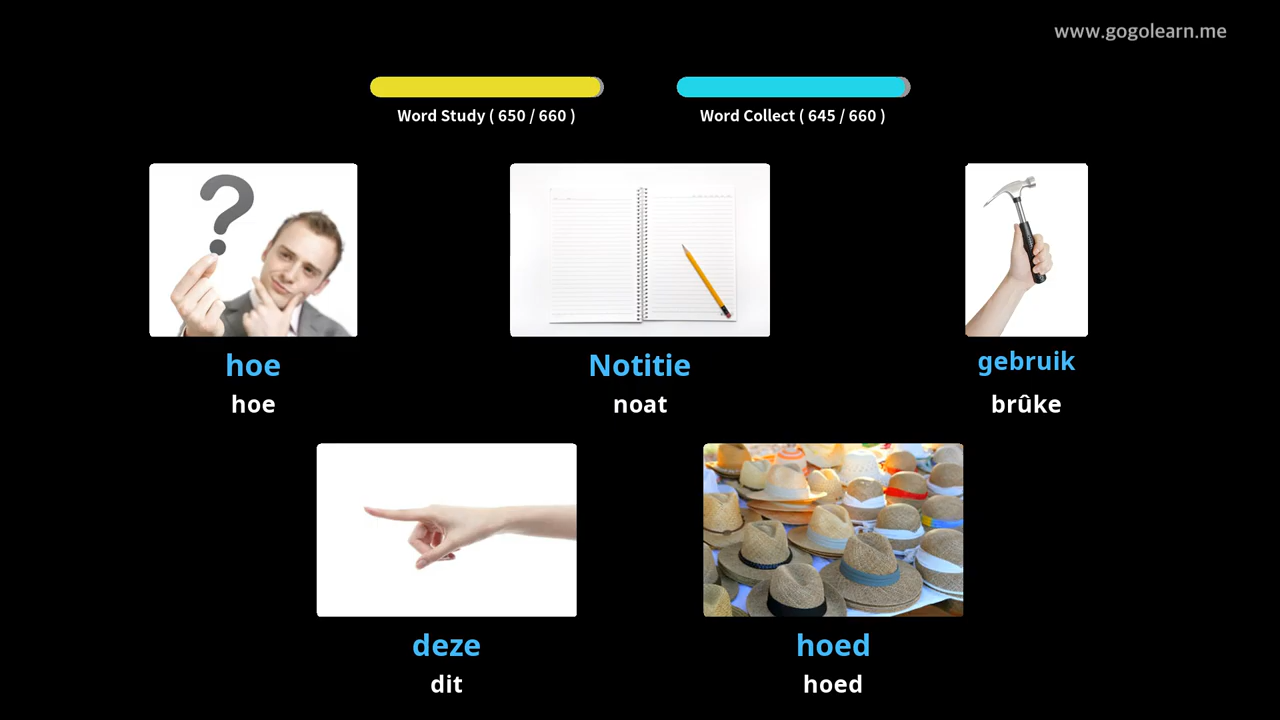 www.gogolearn.me
Word Study ( 650 / 660 )
Word Collect ( 645 / 660 )
hoe
hoe
Notitie
noat
gebruik
brûke
deze
dit
hoed
hoed